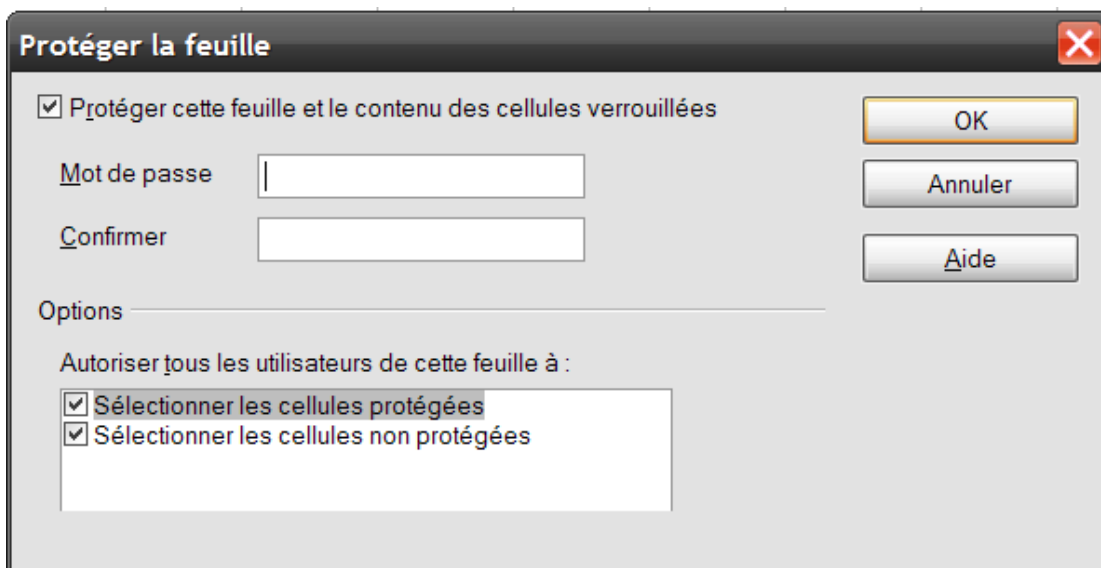 Protéger la feuille
Protéger cette feuille et le contenu des cellules verrouillées
OK
Mot de passe
Annuler
Confirmer
Aide
Options
Autoriser tous les utilisateurs de cette feuille à :
Sélectionner les cellules protégées
Sélectionner les cellules non protégées